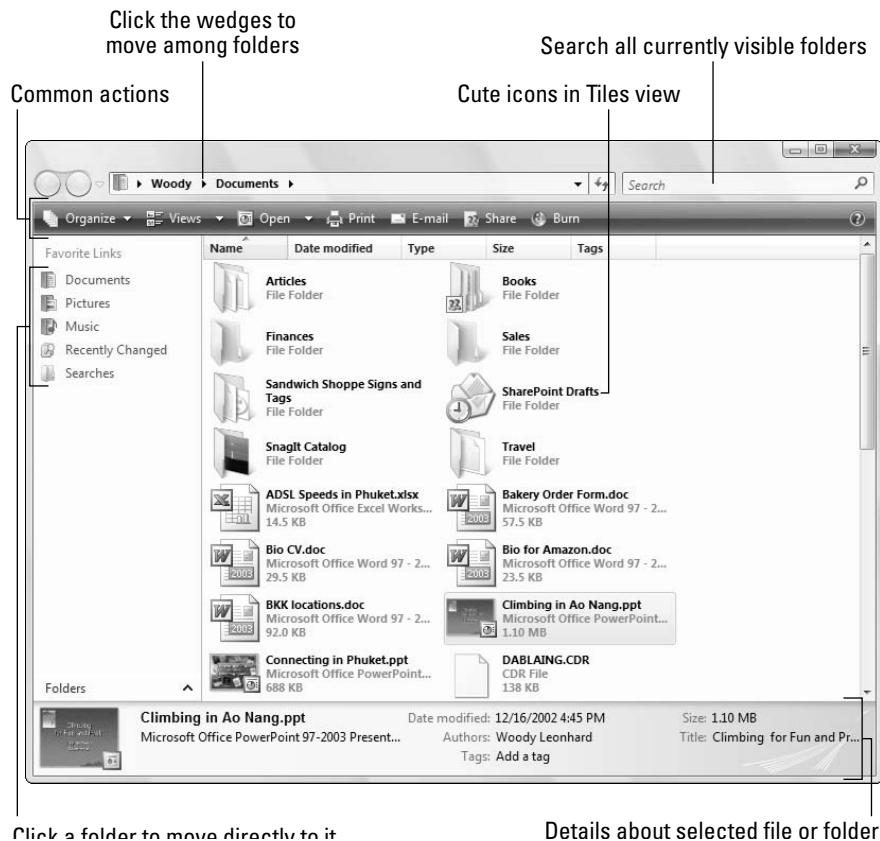 Click the wedges to
move among folders
Search all currently visible folders
Common actions
Cute icons in Tiles view
Woody
Documents
Search
Organize
Views
Open
Print
E-mail
Share
Burn
?
Favorite Links
Documents
Pictures
Music
Recently Changed
Searches
Folders
Name Date modified Type Size Tags
Articles
File Folder
Books
File Folder
Finances
File Folder
Sales
File Folder
Sandwich Shoppe Signs and
Tags
File Folder
SharePoint Drafts
File Folder
SnagIt Catalog
File Folder
Travel
File Folder
ADSL Speeds in Phuket.xlsx
Microsoft Office Excel Works...
14.5 KB
Bakery Order Form.doc
Microsoft Office Word 97 - 2...
57.5 KB
Bio CV.doc
Microsoft Office Word 97 - 2...
29.5 KB
Bio for Amazon.doc
Microsoft Office Word 97 - 2...
23.5 KB
BKK locations.doc
Microsoft Office Word 97 - 2...
92.0 KB
Climbing in Ao Nang.ppt
Microsoft Office PowerPoint...
1.10 MB
Connecting in Phuket.ppt
Microsoft Office PowerPoint...
688 KB
DABLAING.CDR
CDR File
138 KB
Climbing in Ao Nang.ppt
Microsoft Office PowerPoint 97-2003 Present...
Date modified: 12/16/2002 4:45 PM
Authors: Woody Leonhard
Tags: Add a tag
Size: 1.10 MB
Title: Climbing for Fun and Pr...
Click a folder to move directly to it
Details about selected file or folder